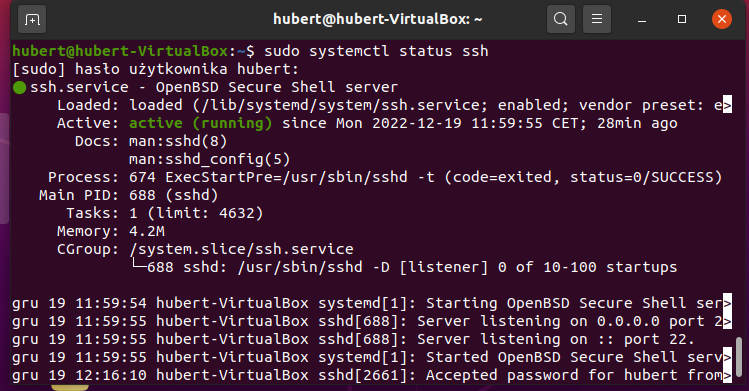 hubert@hubert-VirtualBox: ~
hubert@hubert-VirtualBox:~$ sudo systemctl status ssh
[sudo] hasło użytkownika hubert:
● ssh.service - OpenBSD Secure Shell server
Loaded: loaded (/lib/systemd/system/ssh.service; enabled; vendor preset: e>
Active: active (running) since Mon 2022-12-19 11:59:55 CET; 28min ago
Docs: man:sshd(8)
man:sshd_config(5)
Process: 674 ExecStartPre=/usr/sbin/sshd -t (code=exited, status=0/SUCCESS)
Main PID: 688 (sshd)
Tasks: 1 (limit: 4632)
Memory: 4.2M
CGroup: /system.slice/ssh.service
└─688 sshd: /usr/sbin/sshd -D [listener] 0 of 10-100 startups
gru 19 11:59:54 hubert-VirtualBox systemd[1]: Starting OpenBSD Secure Shell ser>
gru 19 11:59:55 hubert-VirtualBox sshd[688]: Server listening on 0.0.0.0 port 2>
gru 19 11:59:55 hubert-VirtualBox sshd[688]: Server listening on :: port 22.
gru 19 11:59:55 hubert-VirtualBox systemd[1]: Started OpenBSD Secure Shell serv>
gru 19 12:16:10 hubert-VirtualBox sshd[2661]: Accepted password for hubert from>